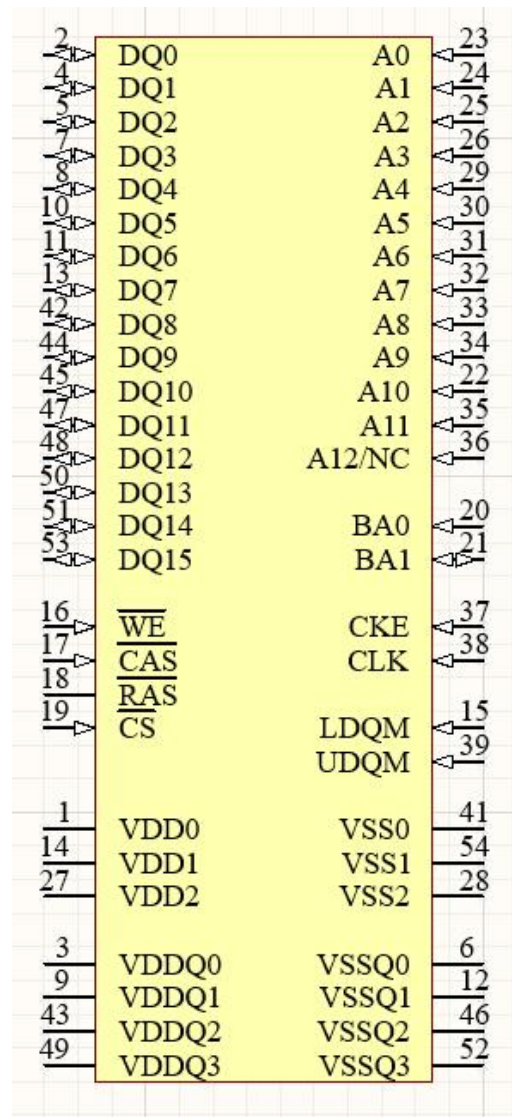 2 DQ0 A0 23
4 DQ1 A1 24
5 DQ2 A2 25
7 DQ3 A3 26
8 DQ4 A4 29
10 DQ5 A5 30
11 DQ6 A6 31
13 DQ7 A7 32
42 DQ8 A8 33
44 DQ9 A9 34
45 DQ10 A10 22
47 DQ11 A11 35
48 DQ12 A12/NC 36
50 DQ13
51 DQ14 BA0 20
53 DQ15 BA1 21
16 WE CKE 37
17 CAS CLK 38
18 RAS
19 CS LDQM 15
UDQM 39
1 VDD0 VSS0 41
14 VDD1 VSS1 54
27 VDD2 VSS2 28
3 VDDQ0 VSSQ0 6
9 VDDQ1 VSSQ1 12
43 VDDQ2 VSSQ2 46
49 VDDQ3 VSSQ3 52